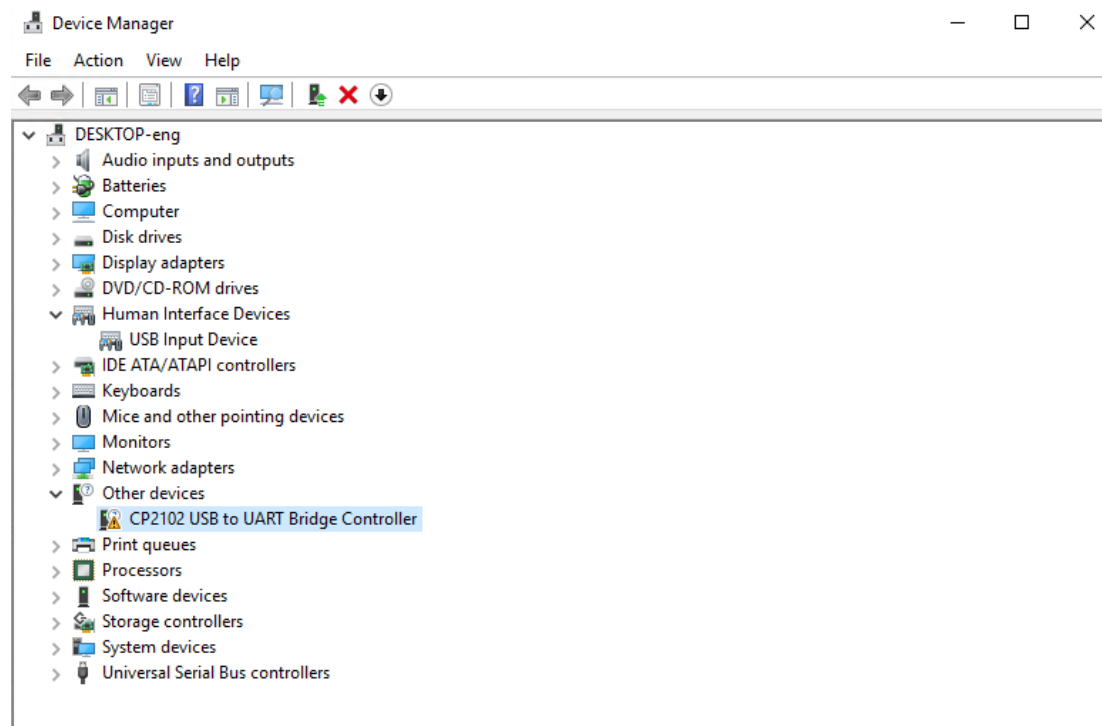 Device Manager
File Action View Help
DESKTOP-eng
Audio inputs and outputs
Batteries
Computer
Disk drives
Display adapters
DVD/CD-ROM drives
Human Interface Devices
USB Input Device
IDE ATA/ATAPI controllers
Keyboards
Mice and other pointing devices
Monitors
Network adapters
Other devices
CP2102 USB to UART Bridge Controller
Print queues
Processors
Software devices
Storage controllers
System devices
Universal Serial Bus controllers